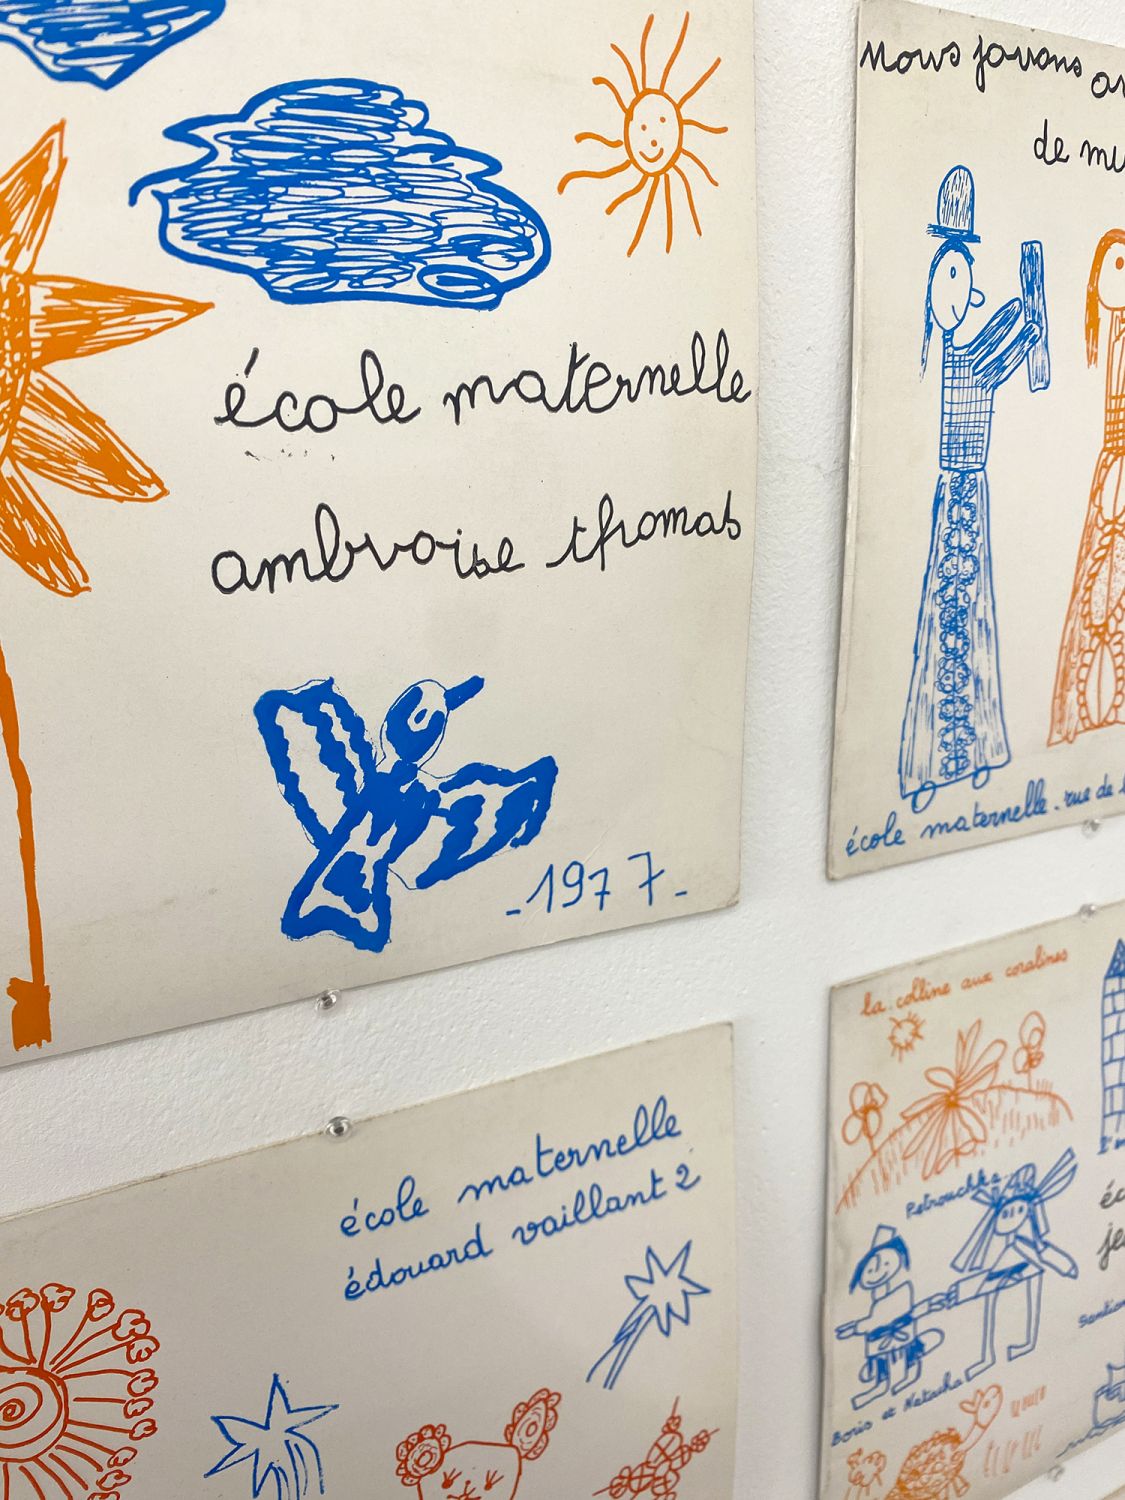 école maternelle
ambroise thomas
-1977-
nous jouons
de
école maternelle - rue de
école maternelle
édouard vaillant 2
la colline aux coralines
Petrouchka
Boris et Natacha